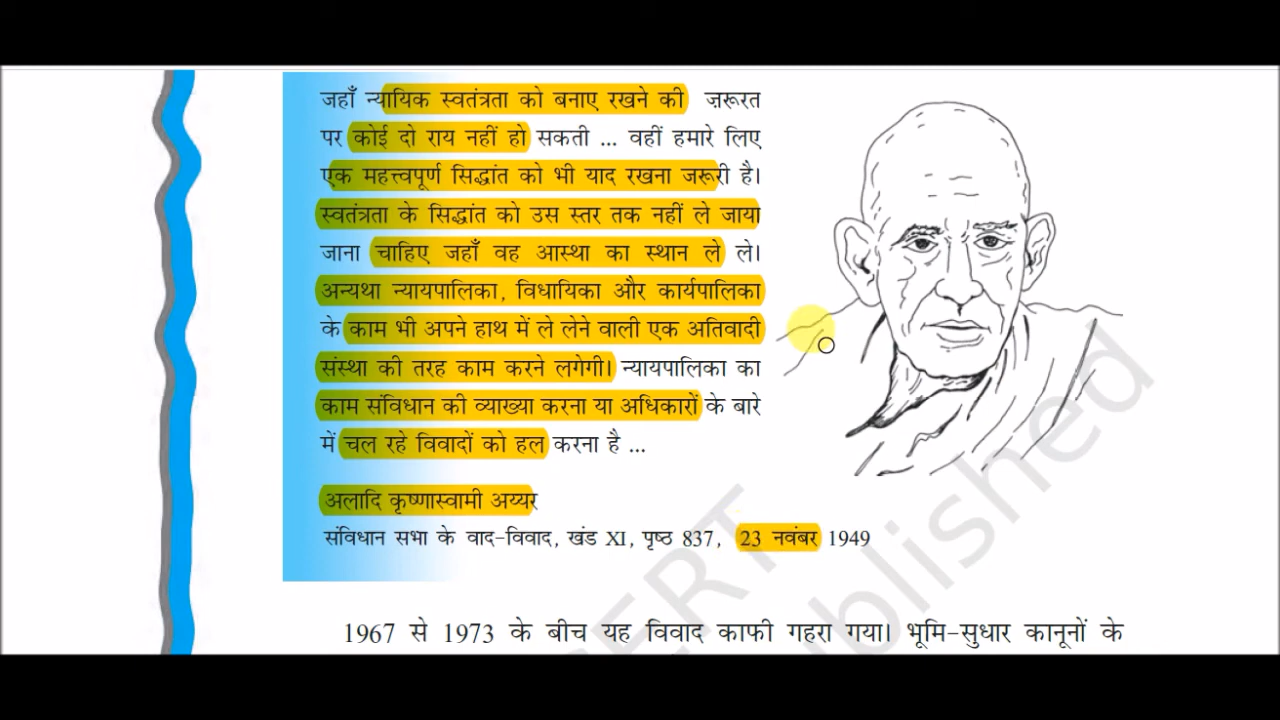 जहाँ न्यायिक स्वतंत्रता को बनाए रखने की ज़रूरत
पर कोई दो राय नहीं हो सकती ... वहीं हमारे लिए
एक महत्त्वपूर्ण सिद्धांत को भी याद रखना जरूरी है।
स्वतंत्रता के सिद्धांत को उस स्तर तक नहीं ले जाया
जाना चाहिए जहाँ वह आस्था का स्थान ले ले।
अन्यथा न्यायपालिका, विधायिका और कार्यपालिका
के काम भी अपने हाथ में ले लेने वाली एक अतिवादी
संस्था की तरह काम करने लगेगी। न्यायपालिका का
काम संविधान की व्याख्या करना या अधिकारों के बारे
में चल रहे विवादों को हल करना है ...
अलादि कृष्णास्वामी अय्यर
संविधान सभा के वाद-विवाद, खंड XI, पृष्ठ 837, 23 नवंबर 1949
1967 से 1973 के बीच यह विवाद काफी गहरा गया। भूमि-सुधार कानूनों के